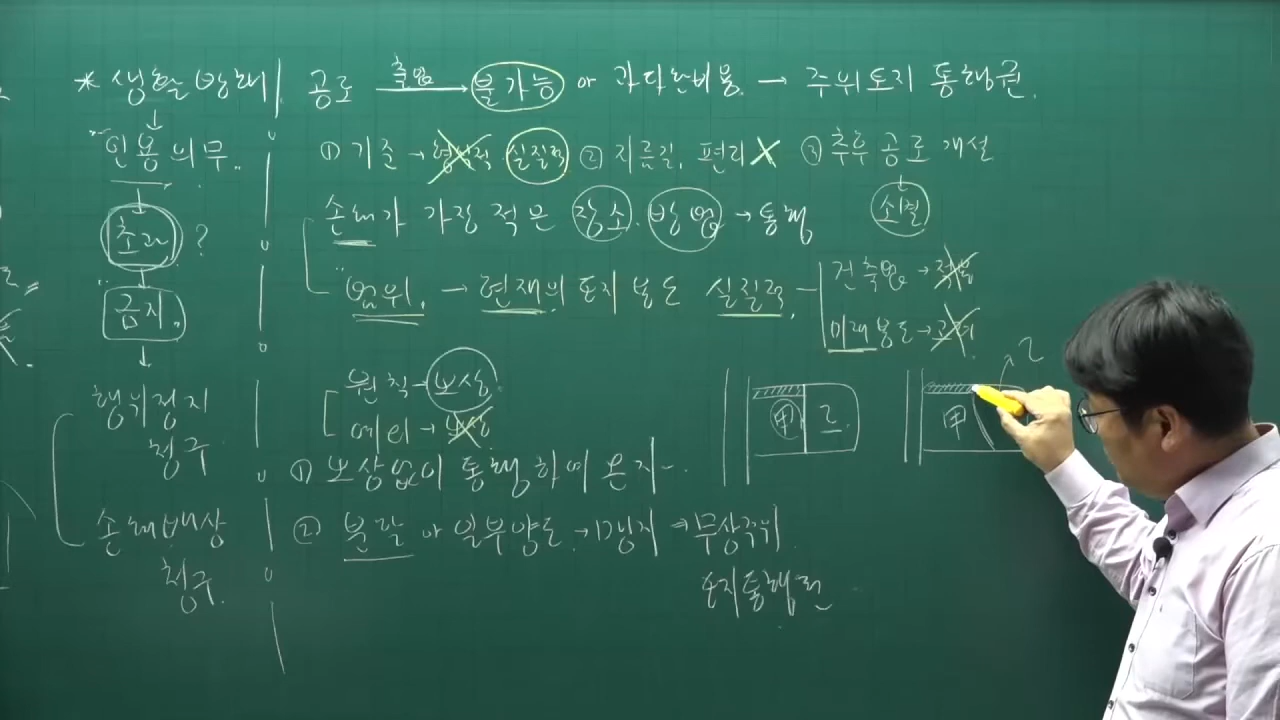 * 생활방해
↓
"인용의무"
↓ ?
초과 ?
↓
금지.
↓
행위정지
청구
손해배상
청구.
공로 출입→ 불가능 or 과다한 비용. → 주위토지 통행권.
① 기준 → 형식적 실질적 ② 지름길, 편리 X ③ 추후 공로 개설
↓
소멸
손해가 가장 적은 장소. 방법 → 통행
범위. → 현재의 토지 용도 실질적.
건축법 → 적용
미래 용도 → 고려
원칙 → 보상.
예외 → 보상
① 보상없이 통행하여 온자
② 분할 or 일부양도. → 맹지 ⇒ 무상주위
토지통행권
甲 乙
甲 乙